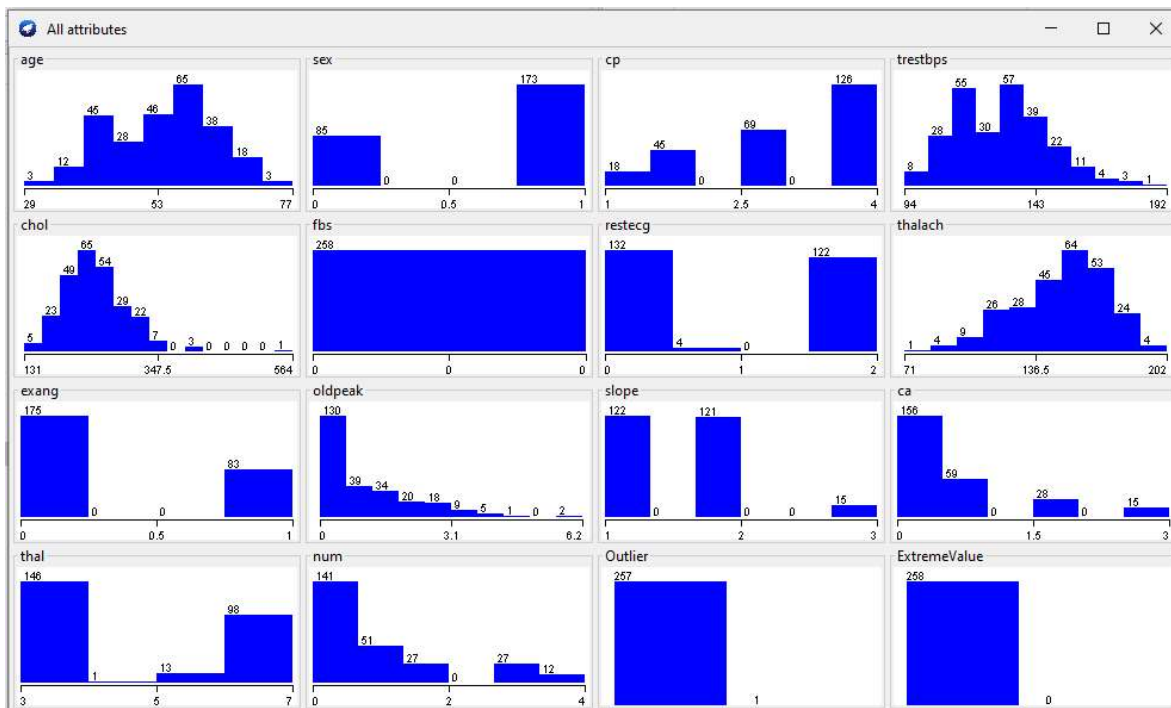 All attributes
age
sex
cp
trestbps
65
173
126
55 57
45 46
85
69
39
28
38
45
28 30
22
12
18
18
11
3
3
0 0
0 0
8
4 3 1
29 53 77
0 0.5 1
1 2.5 4
94 143 192
chol
fbs
restecg
thalach
65
258
132
122
64
49 54
45 53
23
29 22
26 28
24
5
7 0 3 0 0 0 0 1
4 0
1 4 9
4
131 347.5 564
0 0 0
0 1 2
71 136.5 202
exang
oldpeak
slope
ca
175
130
122 121
156
83
39 34
59
20 18
28
0 0
9 5 1 0 2
0 0 0 15
0 0 15
0 0.5 1
0 3.1 6.2
1 2 3
0 1.5 3
thal
num
Outlier
ExtremeValue
146
141
257
258
98
51
27
27
1 13
0
12
1
0
3 5 7
0 2 4